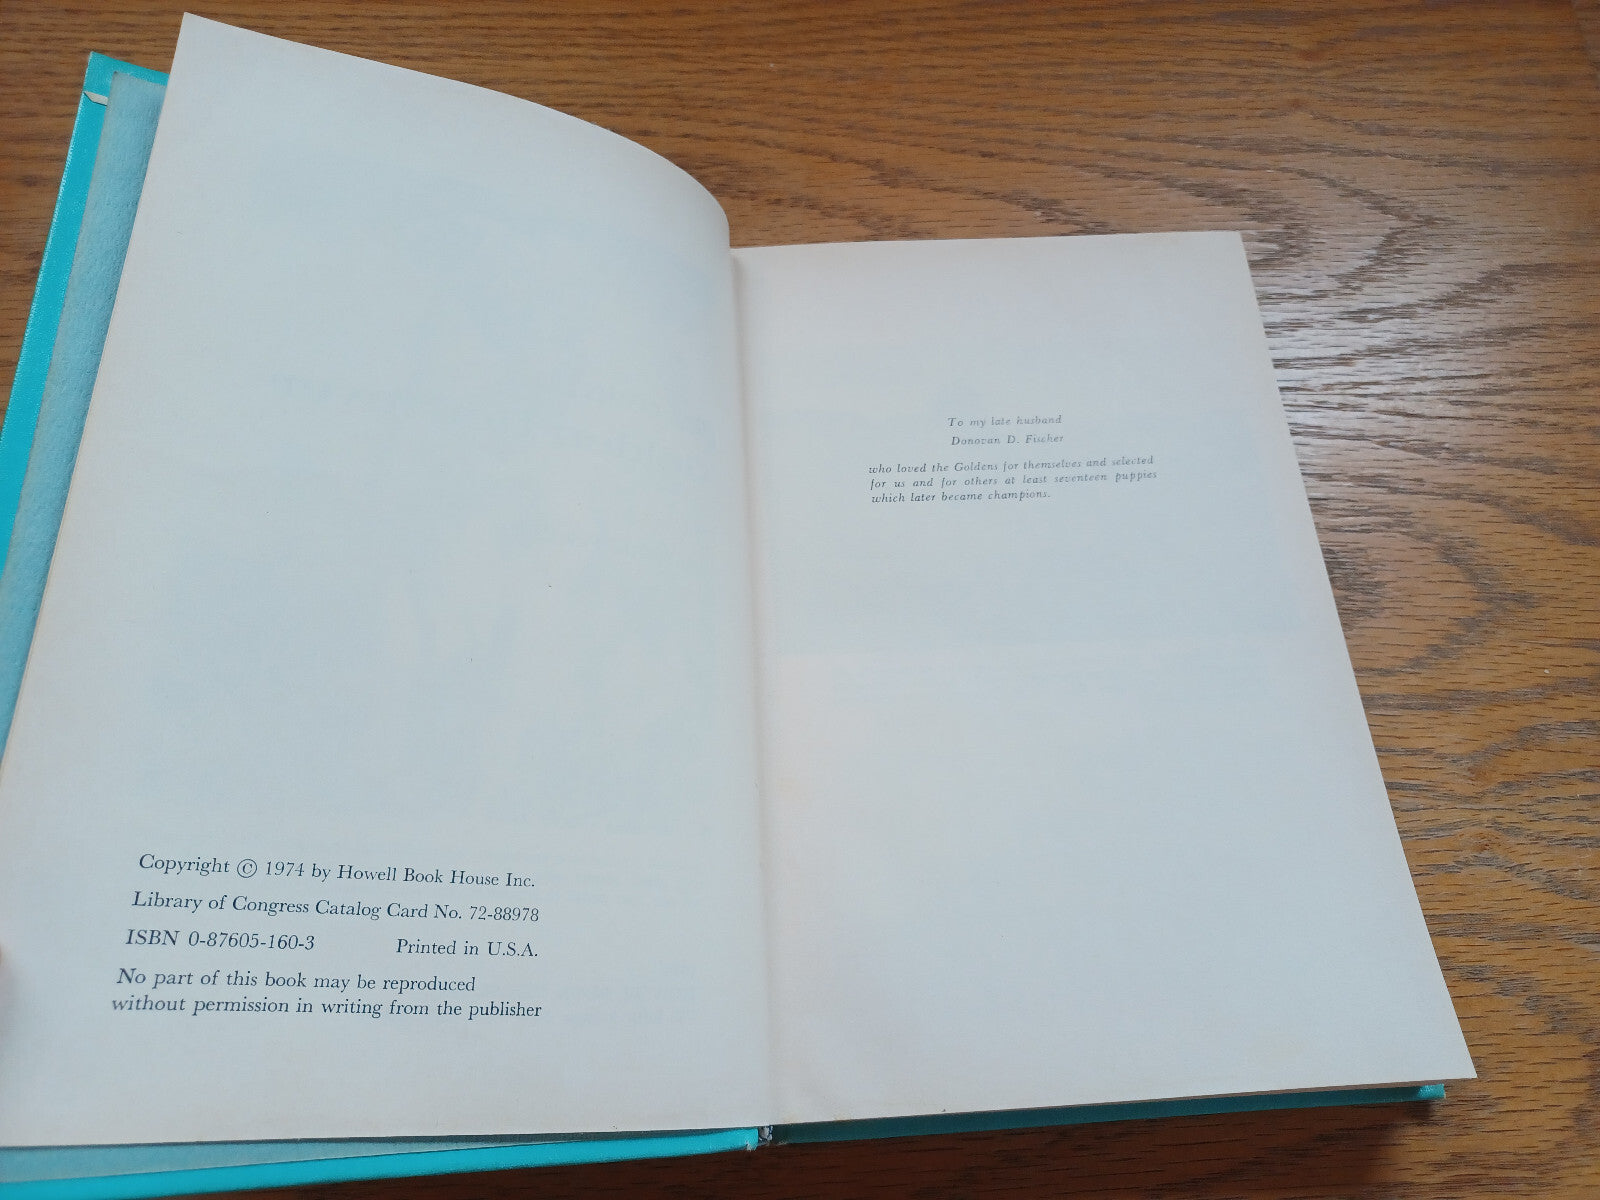 Copyright © 1974 by Howell Book House Inc.
Library of Congress Catalog Card No. 72-88978
ISBN 0-87605-160-3 Printed in U.S.A.
No part of this book may be reproduced
without permission in writing from the publisher
To my late husband
Donovan D. Fischer
who loved the Goldens for themselves and selected
for us and for others at least seventeen puppies
which later became champions.